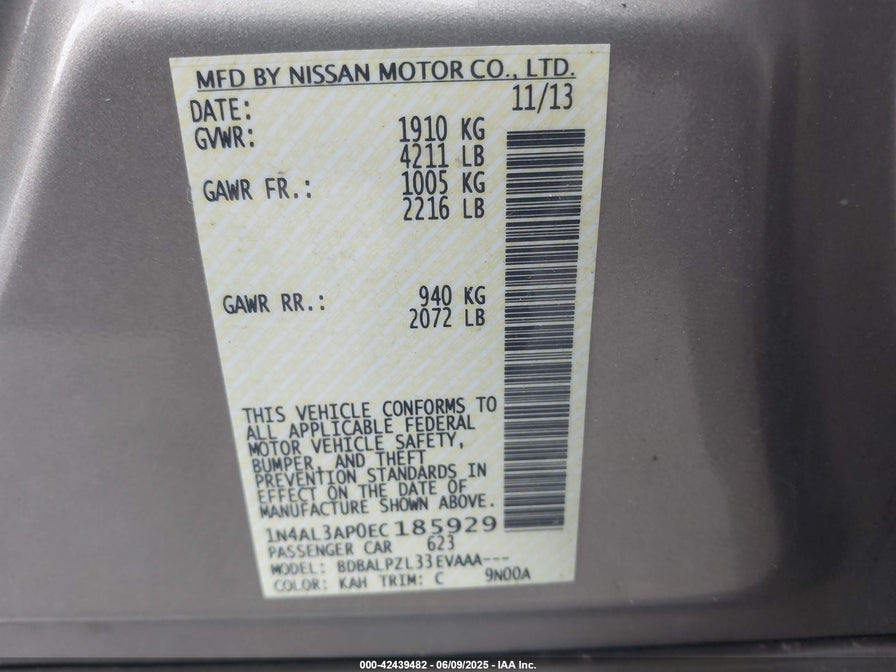 MFD BY NISSAN MOTOR CO., LTD.
DATE: 11/13
GVWR: 1910 KG
4211 LB
GAWR FR.: 1005 KG
2216 LB
GAWR RR.: 940 KG
2072 LB
THIS VEHICLE CONFORMS TO
ALL APPLICABLE FEDERAL
MOTOR VEHICLE SAFETY,
BUMPER, AND THEFT
PREVENTION STANDARDS IN
EFFECT ON THE DATE OF
MANUFACTURE SHOWN ABOVE.
1N4AL3AP0EC185929
PASSENGER CAR 623
MODEL: BDBALPZL33EVAAA---
COLOR: KAH TRIM: C 9N00A
000-42439482 - 06/09/2025 - IAA Inc.